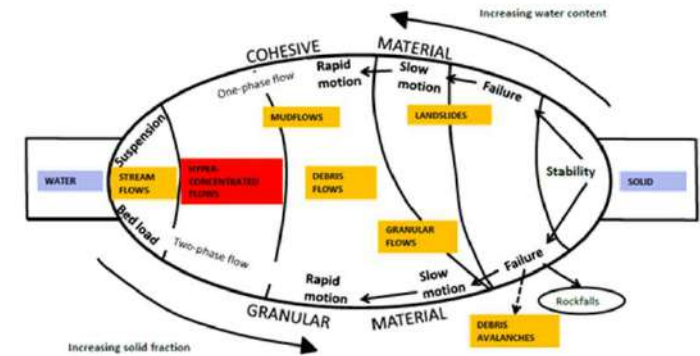 Increasing water content
COHESIVE MATERIAL
One-phase flow
Rapid
motion
Slow
motion
Failure
Suspension
MUDFLOWS
LANDSLIDES
WATER
STREAM
FLOWS
HYPER-
CONCENTRATED
FLOWS
DEBRIS
FLOWS
Stability
SOLID
Bed load
Two-phase flow
GRANULAR
FLOWS
Rapid
motion
Slow
motion
Failure
Rockfalls
GRANULAR MATERIAL
DEBRIS
AVALANCHES
Increasing solid fraction